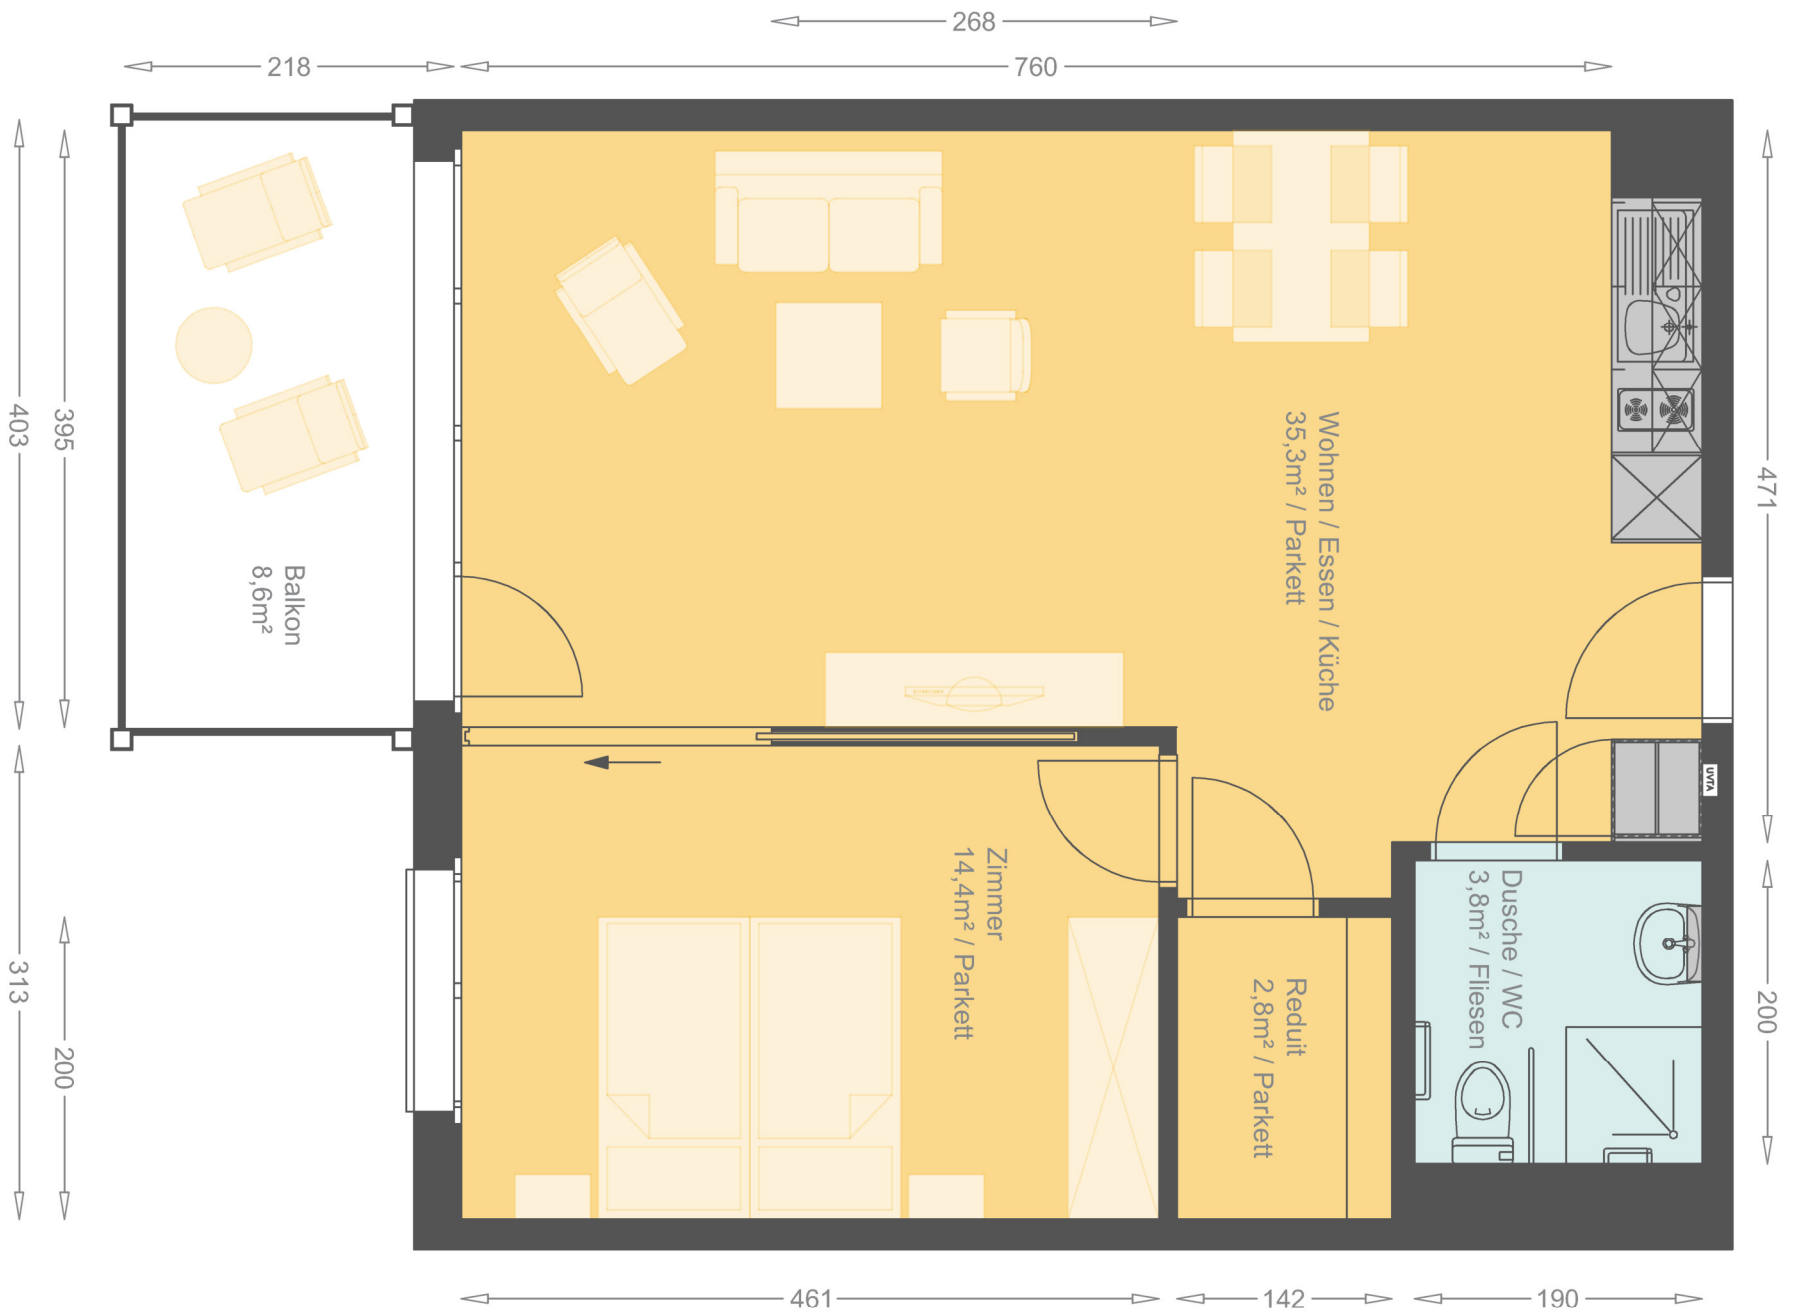 268
218
760
403
395
471
Wohnen / Essen / Küche
35,3m² / Parkett
Balkon
8,6m²
UVTA
Zimmer
14,4m² / Parkett
Dusche / WC
3,8m² / Fliesen
Reduit
2,8m² / Parkett
313
200
200
461
142
190